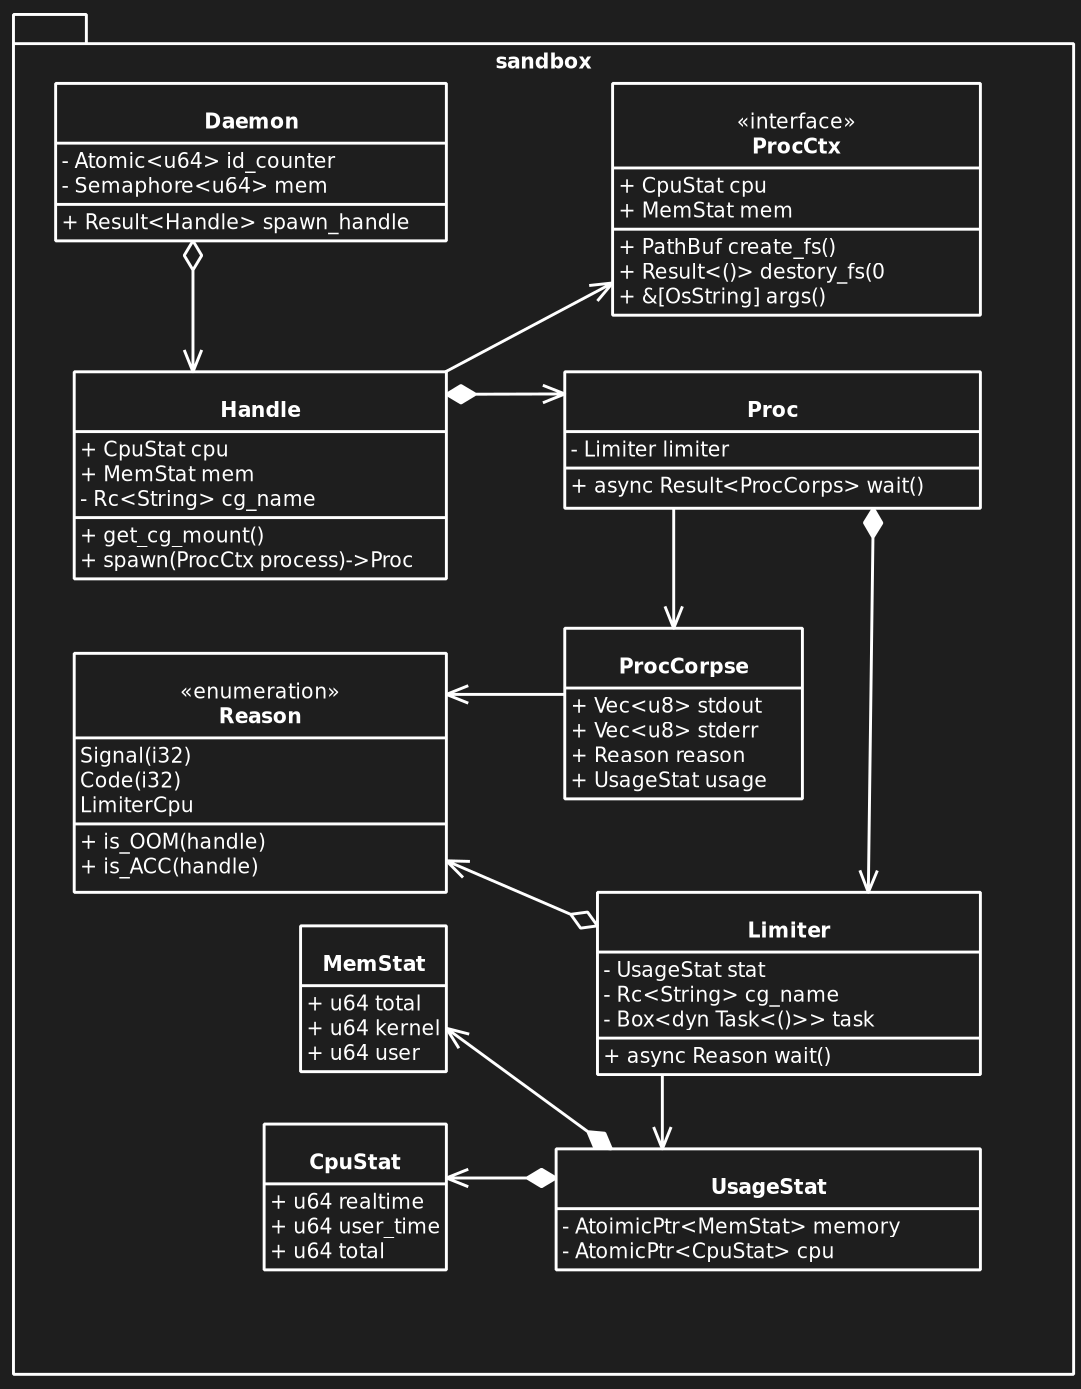 sandbox
Daemon
- Atomic<u64> id_counter
- Semaphore<u64> mem
+ Result<Handle> spawn_handle
«interface»
ProcCtx
+ CpuStat cpu
+ MemStat mem
+ PathBuf create_fs()
+ Result<()> destory_fs(0
+ &[OsString] args()
Handle
+ CpuStat cpu
+ MemStat mem
- Rc<String> cg_name
+ get_cg_mount()
+ spawn(ProcCtx process)->Proc
Proc
- Limiter limiter
+ async Result<ProcCorps> wait()
ProcCorpse
+ Vec<u8> stdout
+ Vec<u8> stderr
+ Reason reason
+ UsageStat usage
«enumeration»
Reason
Signal(i32)
Code(i32)
LimiterCpu
+ is_OOM(handle)
+ is_ACC(handle)
Limiter
- UsageStat stat
- Rc<String> cg_name
- Box<dyn Task<()>> task
+ async Reason wait()
MemStat
+ u64 total
+ u64 kernel
+ u64 user
CpuStat
+ u64 realtime
+ u64 user_time
+ u64 total
UsageStat
- AtoimicPtr<MemStat> memory
- AtomicPtr<CpuStat> cpu